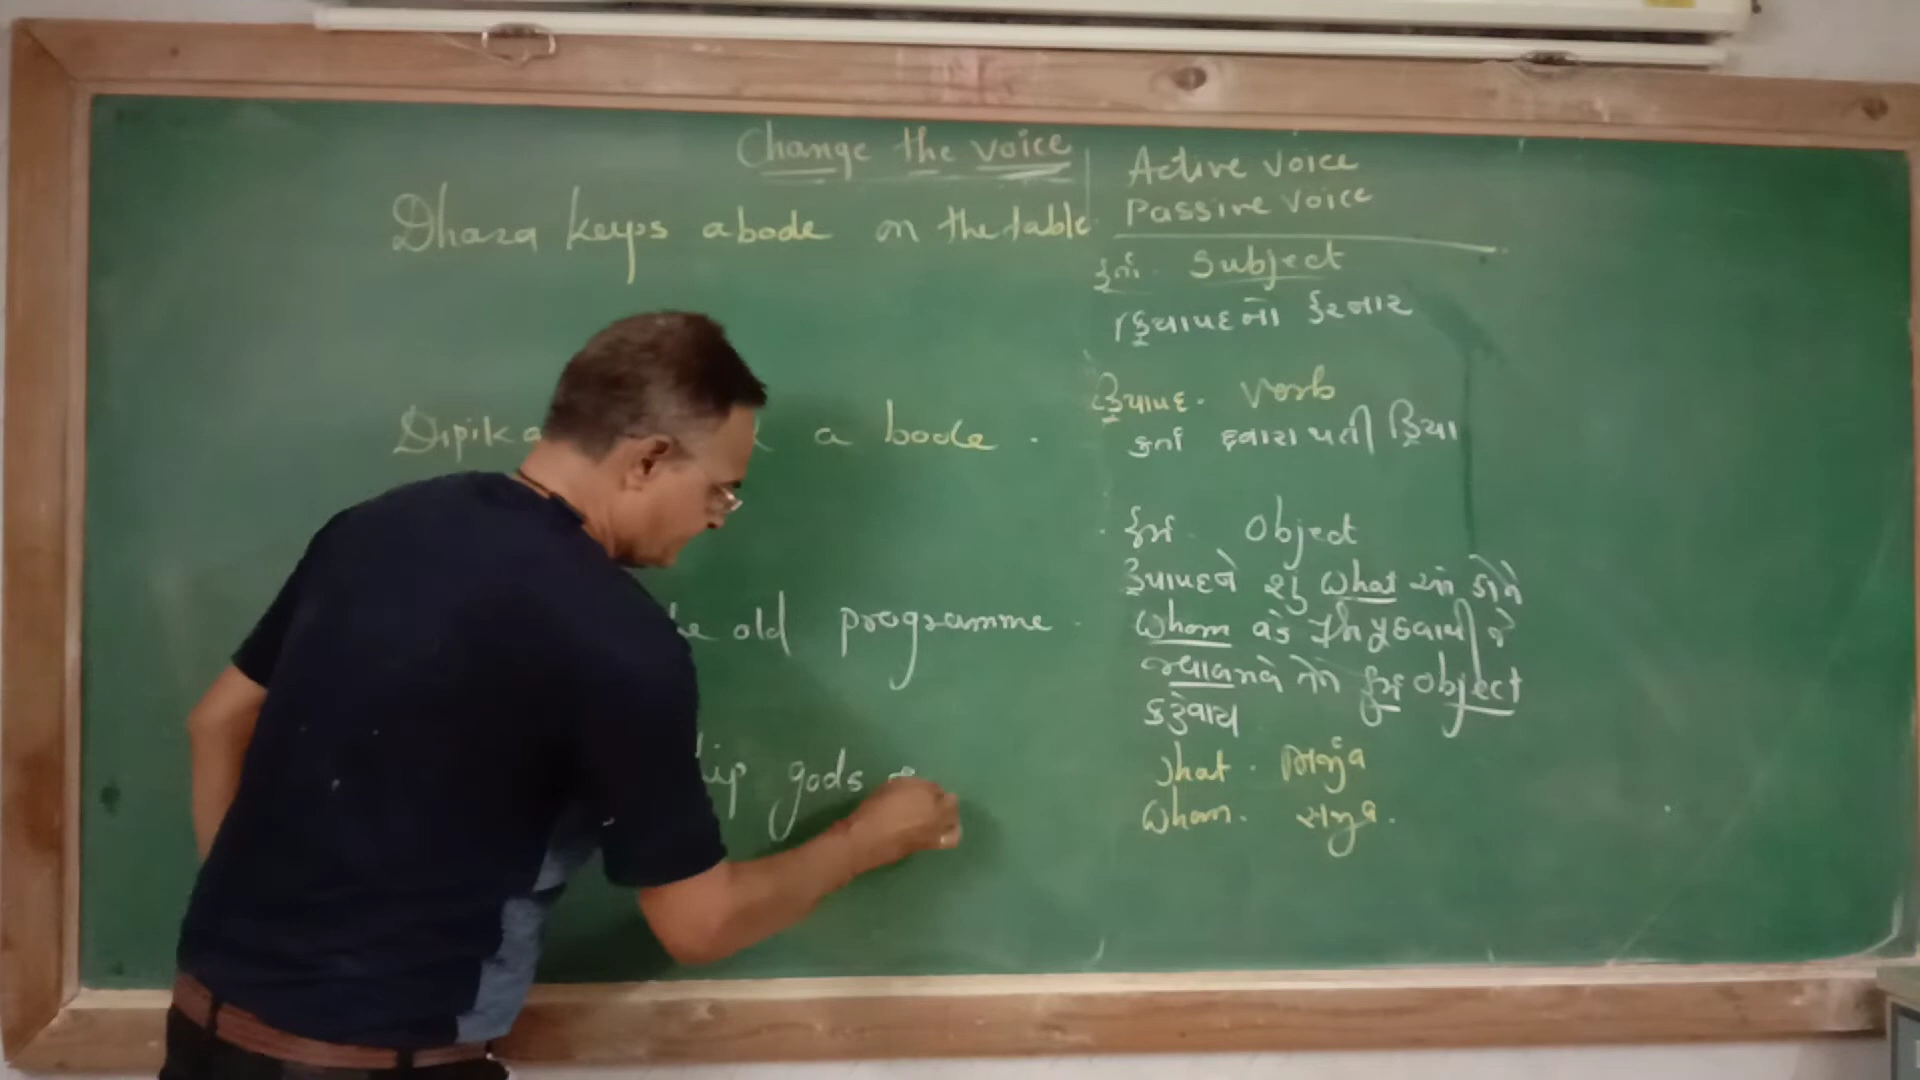 Change the voice
Dhara keeps a book on the table
Dipika a book.
old programme.
gods
Active voice
Passive voice
કર્તા. Subject
ક્રિયાપદનો કરનાર
ક્રિયાપદ. Verb
કર્તા દ્વારા થતી ક્રિયા
કર્મ. Object
ક્રિયાપદને શું what અને કોને
whom વડે પ્રશ્ન પુછવાથી જે
જવાબ મળે તેને કર્મ object
કહેવાય
what. નિર્જીવ
Whom. સજીવ.